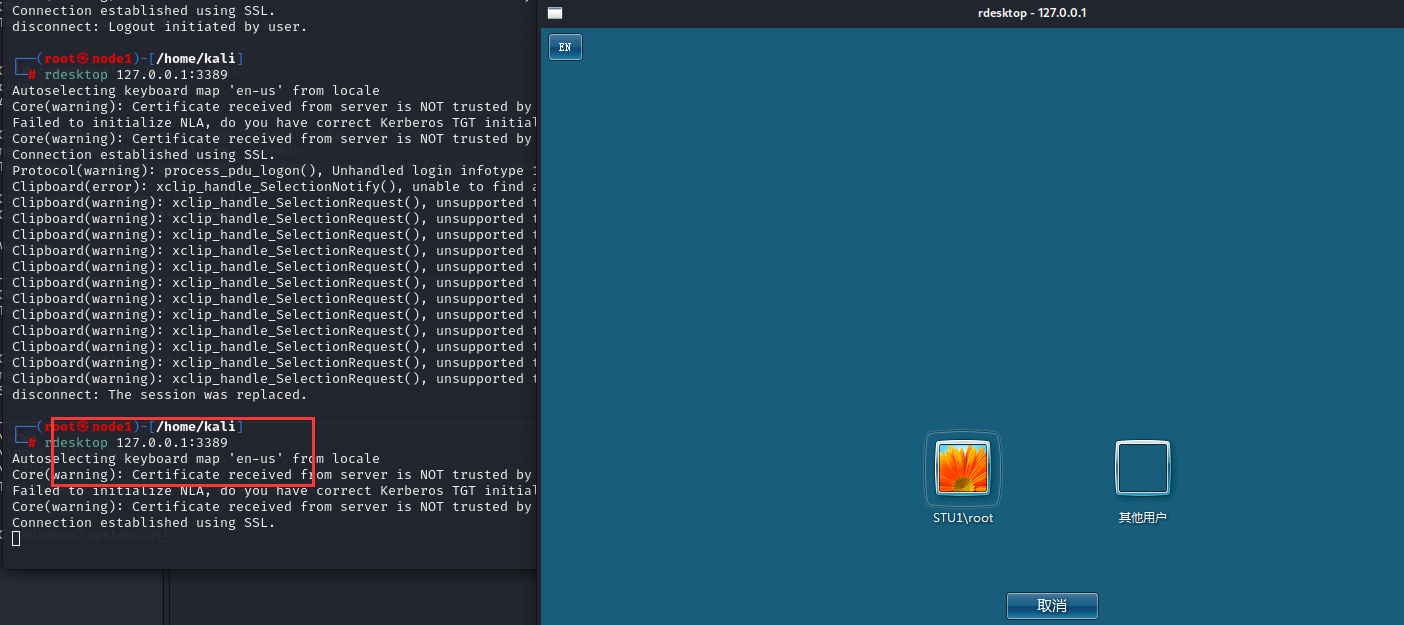 Connection established using SSL.
disconnect: Logout initiated by user.
┌──(root㉿node1)-[/home/kali]
└─# rdesktop 127.0.0.1:3389
Autoselecting keyboard map 'en-us' from locale
Core(warning): Certificate received from server is NOT trusted by
Failed to initialize NLA, do you have correct Kerberos TGT initial
Core(warning): Certificate received from server is NOT trusted by
Connection established using SSL.
Protocol(warning): process_pdu_logon(), Unhandled login infotype 1
Clipboard(error): xclip_handle_SelectionNotify(), unable to find a
Clipboard(warning): xclip_handle_SelectionRequest(), unsupported t
Clipboard(warning): xclip_handle_SelectionRequest(), unsupported t
Clipboard(warning): xclip_handle_SelectionRequest(), unsupported t
Clipboard(warning): xclip_handle_SelectionRequest(), unsupported t
Clipboard(warning): xclip_handle_SelectionRequest(), unsupported t
Clipboard(warning): xclip_handle_SelectionRequest(), unsupported t
Clipboard(warning): xclip_handle_SelectionRequest(), unsupported t
Clipboard(warning): xclip_handle_SelectionRequest(), unsupported t
Clipboard(warning): xclip_handle_SelectionRequest(), unsupported t
Clipboard(warning): xclip_handle_SelectionRequest(), unsupported t
Clipboard(warning): xclip_handle_SelectionRequest(), unsupported t
Clipboard(warning): xclip_handle_SelectionRequest(), unsupported t
disconnect: The session was replaced.
┌──(root㉿node1)-[/home/kali]
└─# rdesktop 127.0.0.1:3389
Autoselecting keyboard map 'en-us' from locale
Core(warning): Certificate received from server is NOT trusted by
Failed to initialize NLA, do you have correct Kerberos TGT initial
Core(warning): Certificate received from server is NOT trusted by
Connection established using SSL.
rdesktop - 127.0.0.1
EN
STU1\root
其他用户
取消